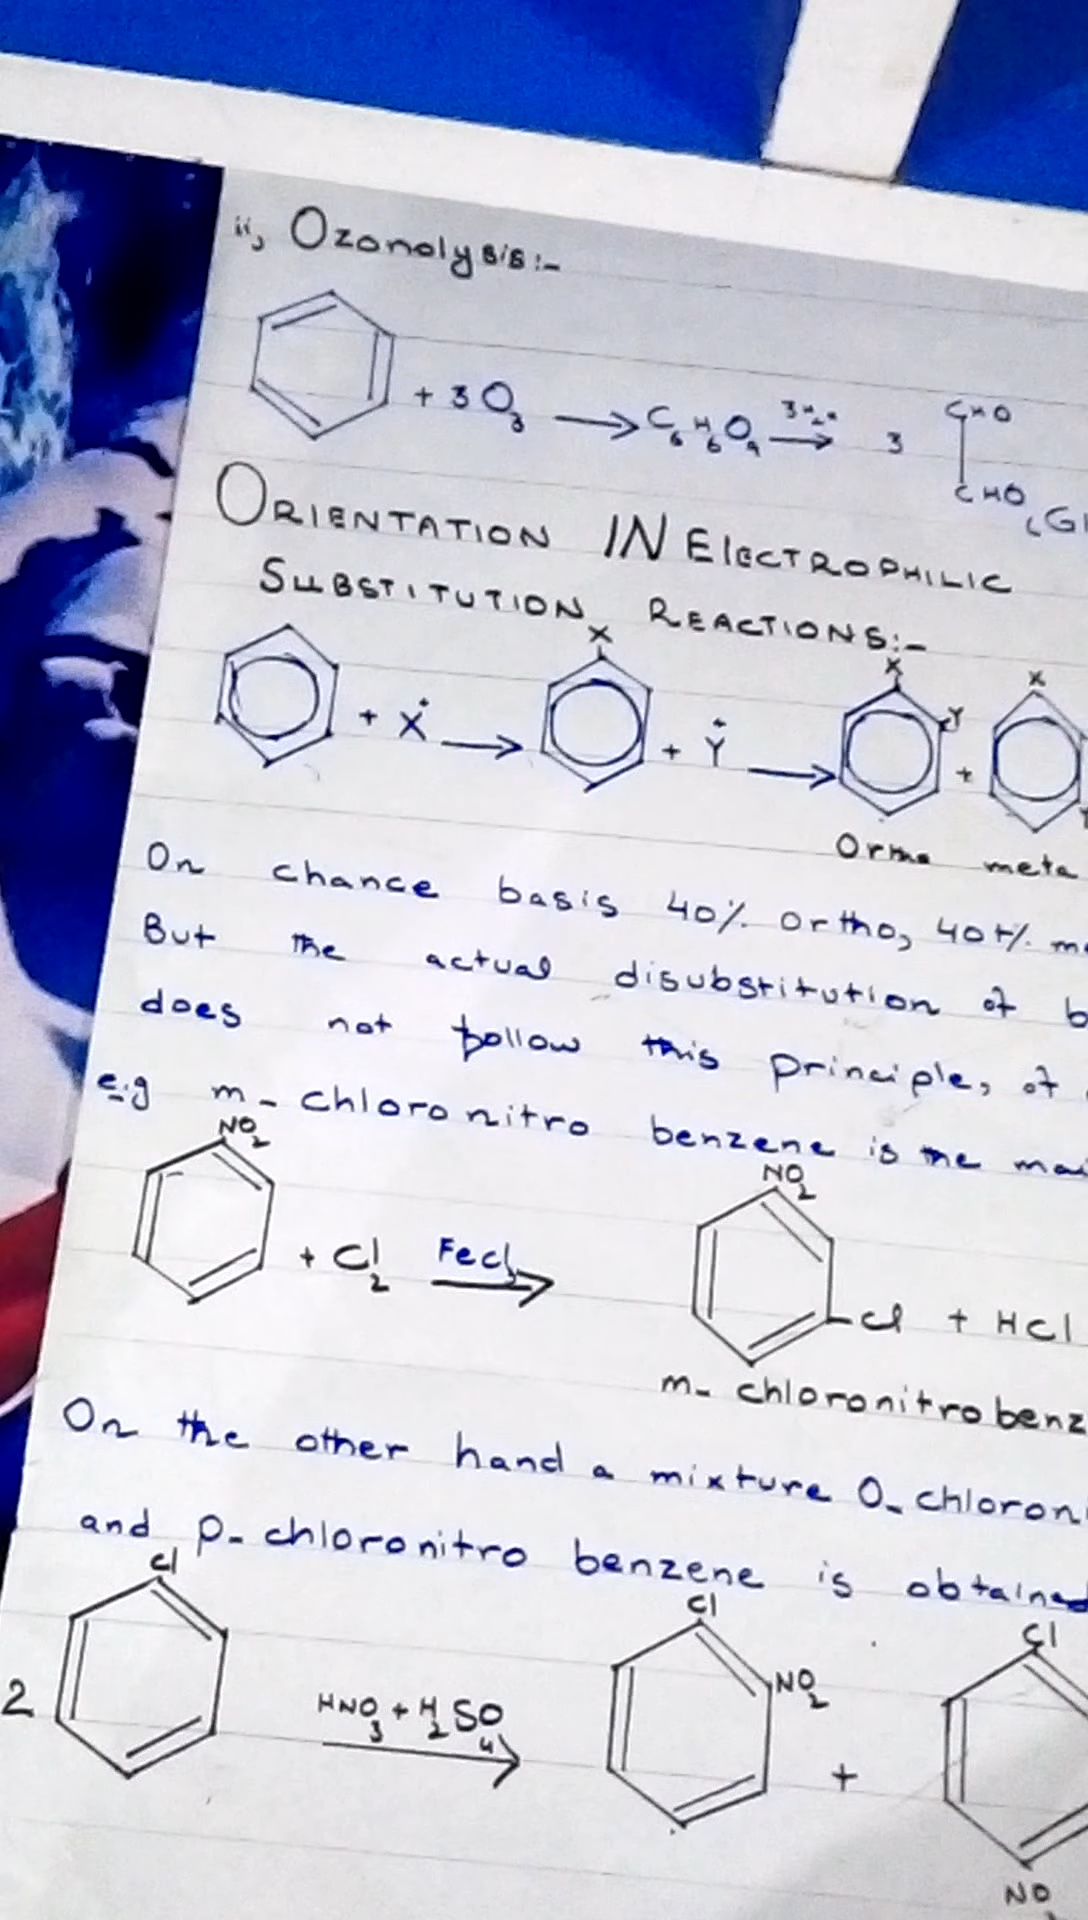 ii, Ozonolysis:-
+ 3O3 → C6H6O9 3H2O → 3 CHO
CHO
ORIENTATION IN ElECTROPHILIC
SUBSTITUTION REACTIONS:-
X X X
+ X⁺ → + Y⁺ → Y + Y
meta
On chance basis 40% ortho, 40%
But the actual disubstitution of
does not follow this principle, of
e.g m- chloronitro benzene is the
NO2 NO2
+ Cl2 FeCl3 → Cl + HCl
m- chloronitrobenz
On the other hand a mixture O- chloron
and p- chloronitro benzene is obtained
Cl Cl Cl
2 HNO3 + H2SO4 → NO2 +
NO